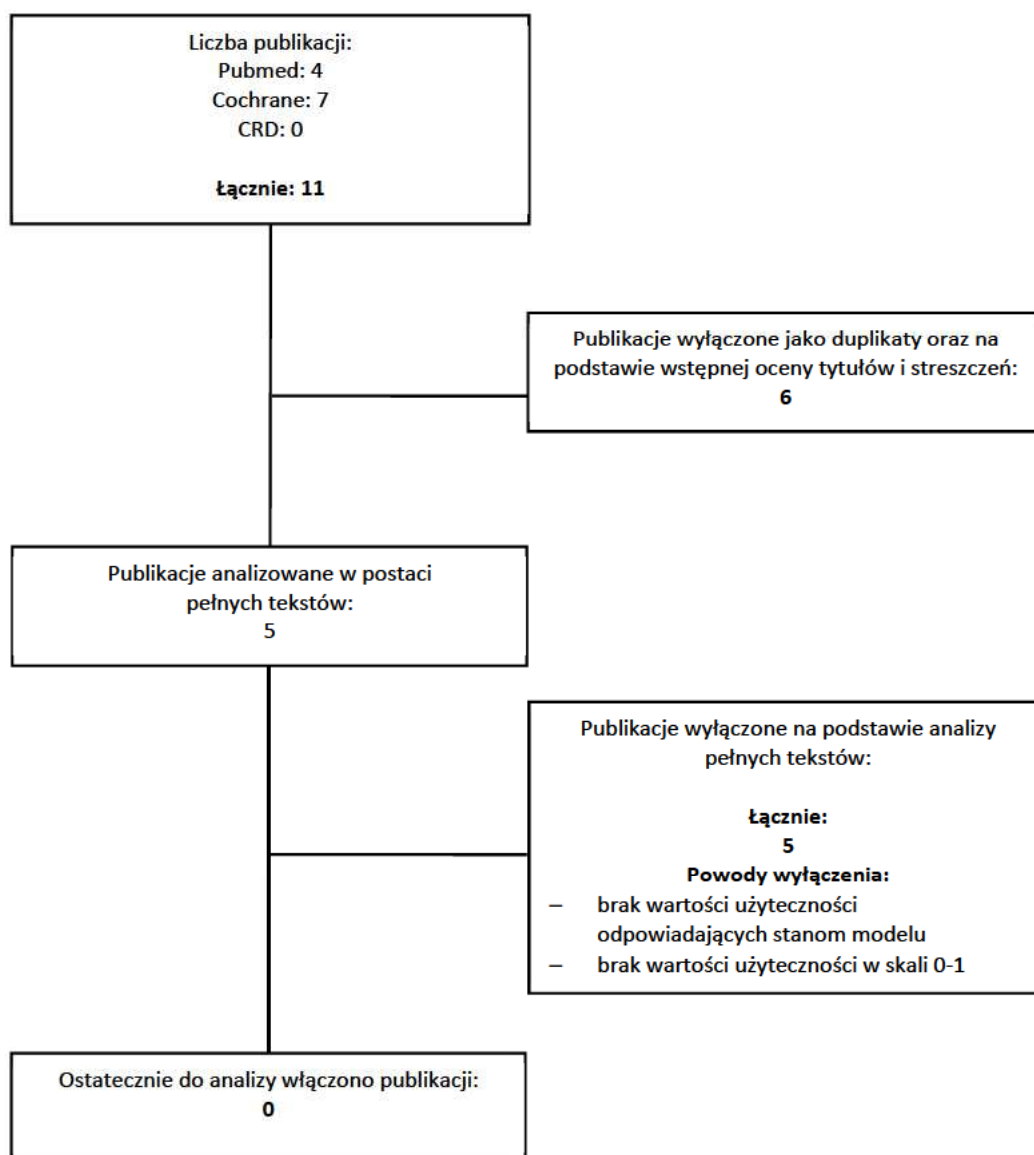 Liczba publikacji:
Pubmed: 4
Cochrane: 7
CRD: 0
Łącznie: 11
Publikacje wyłączone jako duplikaty oraz na
podstawie wstępnej oceny tytułów i streszczeń:
6
Publikacje analizowane w postaci
pełnych tekstów:
5
Publikacje wyłączone na podstawie analizy
pełnych tekstów:
Łącznie:
5
Powody wyłączenia:
– brak wartości użyteczności
odpowiadających stanom modelu
– brak wartości użyteczności w skali 0-1
Ostatecznie do analizy włączono publikacji:
0